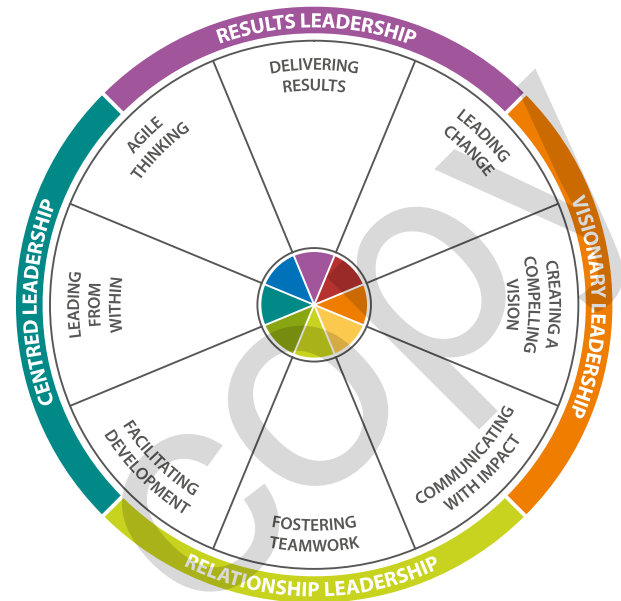 RESULTS LEADERSHIP
DELIVERING
RESULTS
LEADING
CHANGE
VISIONARY LEADERSHIP
CREATING A
COMPELLING
VISION
COMMUNICATING
WITH IMPACT
RELATIONSHIP LEADERSHIP
FOSTERING
TEAMWORK
FACILITATING
DEVELOPMENT
CENTRED LEADERSHIP
LEADING
FROM
WITHIN
AGILE
THINKING
copy